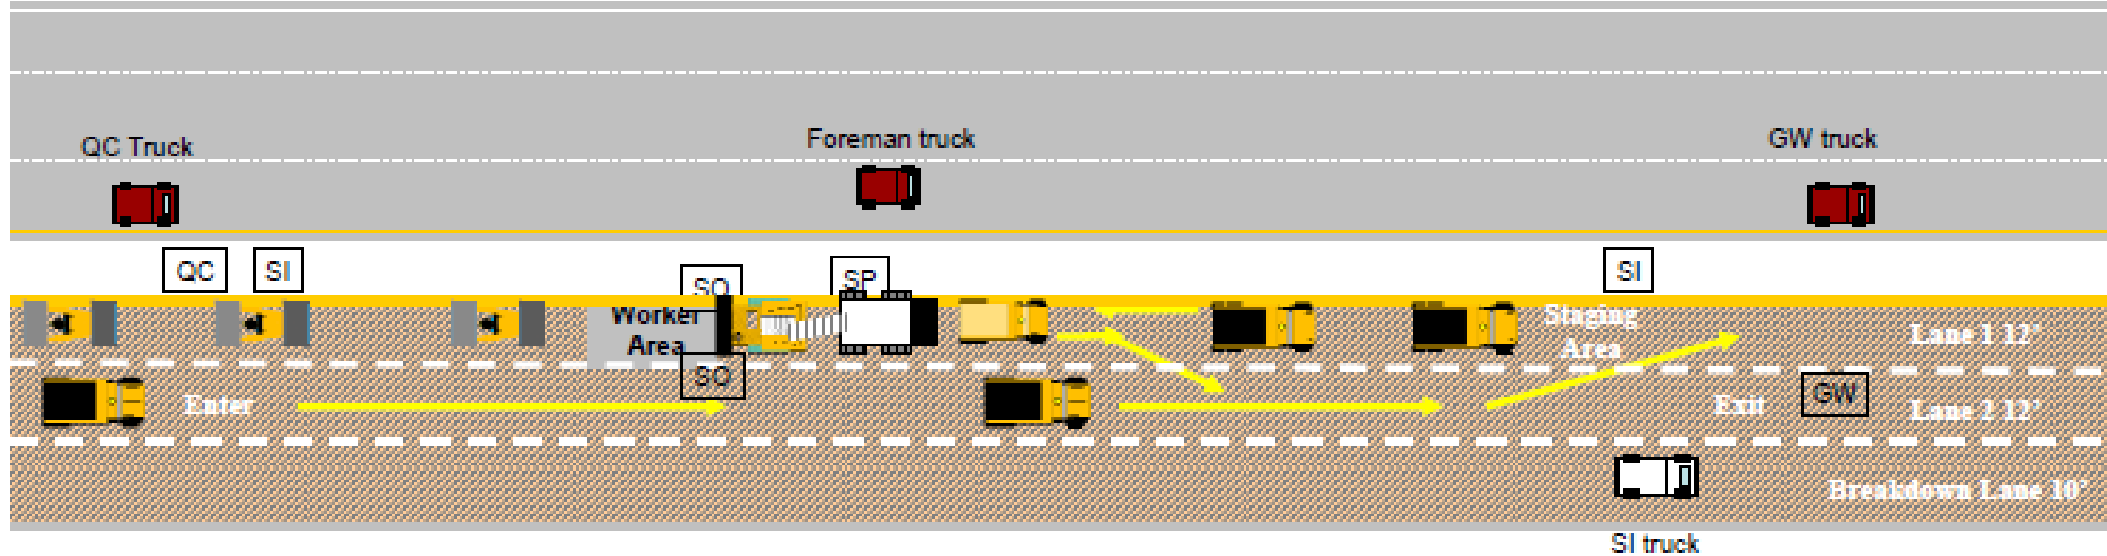 QC Truck
Foreman truck
GW truck
QC
SI
SO
SP
SI
Worker
Area
Staging
Area
Lane 1 12'
SO
Enter
Exit
GW
Lane 2 12'
Breakdown Lane 10'
SI truck